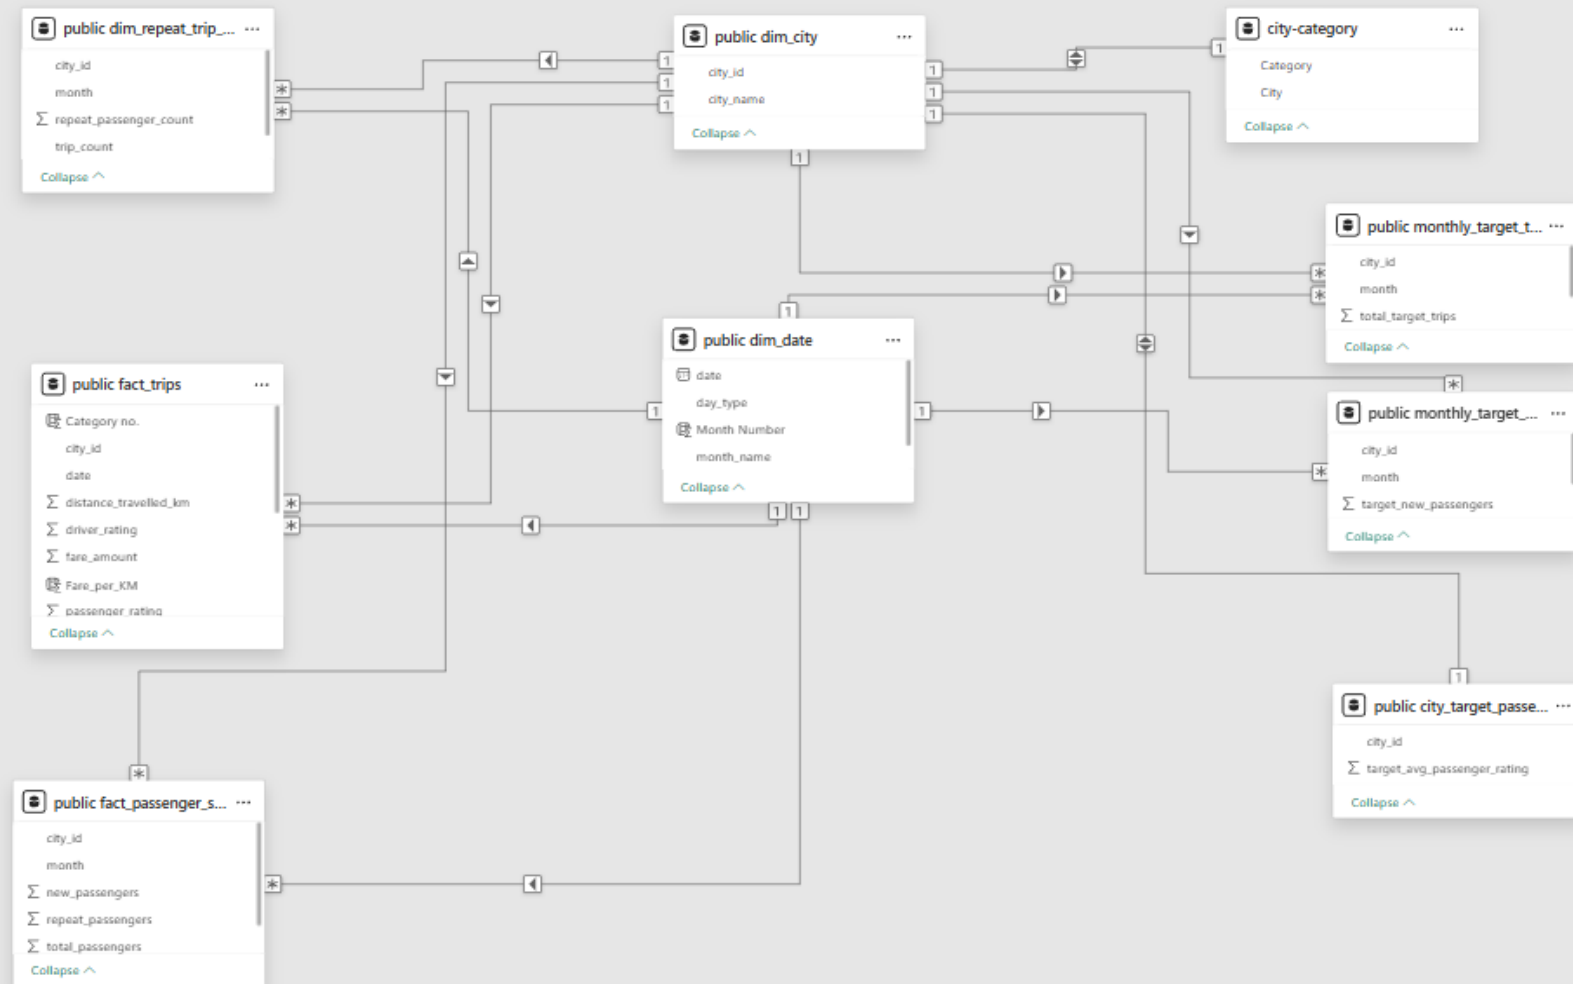 public dim_repeat_trip_... ...
city_id
month
repeat_passenger_count
trip_count
Collapse
public dim_city ...
city_id
city_name
Collapse
city-category ...
Category
City
Collapse
public monthly_target_t... ...
city_id
month
Σ total_target_trips
Collapse
public dim_date ...
date
day_type
Month Number
month_name
Collapse
public fact_trips ...
Category no.
city_id
date
Σ distance_travelled_km
Σ driver_rating
Σ fare_amount
Fare_per_KM
Σ passenger_rating
Collapse
public monthly_target_... ...
city_id
month
Σ target_new_passengers
Collapse
public city_target_passe... ...
city_id
Σ target_avg_passenger_rating
Collapse
public fact_passenger_s... ...
city_id
month
Σ new_passengers
Σ repeat_passengers
Σ total_passengers
Collapse